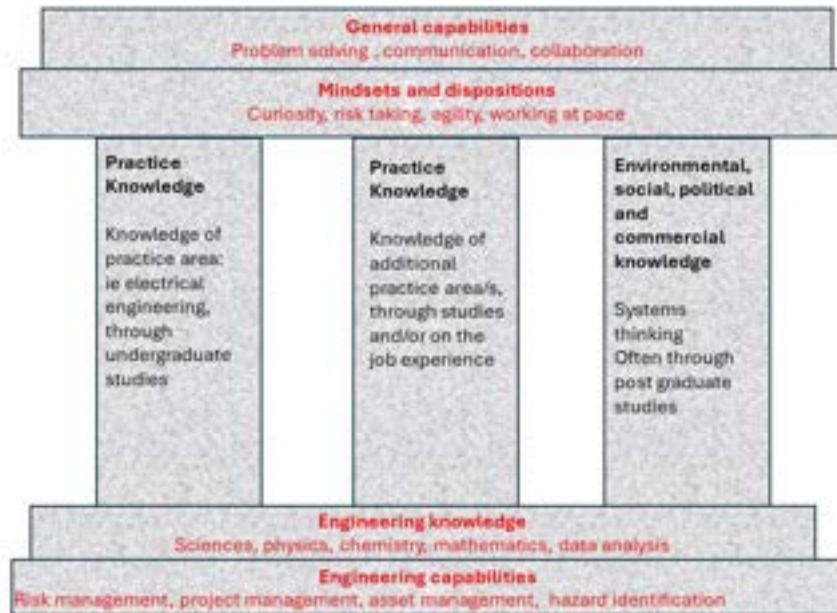 General capabilities
Problem solving , communication, collaboration
Mindsets and dispositions
Curiosity, risk taking, agility, working at pace
Practice
Knowledge
Knowledge of
practice area:
ie electrical
engineering,
through
undergraduate
studies
Practice
Knowledge
Knowledge of
additional
practice area/s,
through studies
and/or on the
job experience
Environmental,
social, political
and
commercial
knowledge
Systems
thinking
Often through
post graduate
studies
Engineering knowledge
Sciences, physics, chemistry, mathematics, data analysis
Engineering capabilities
Risk management, project management, asset management, hazard identification